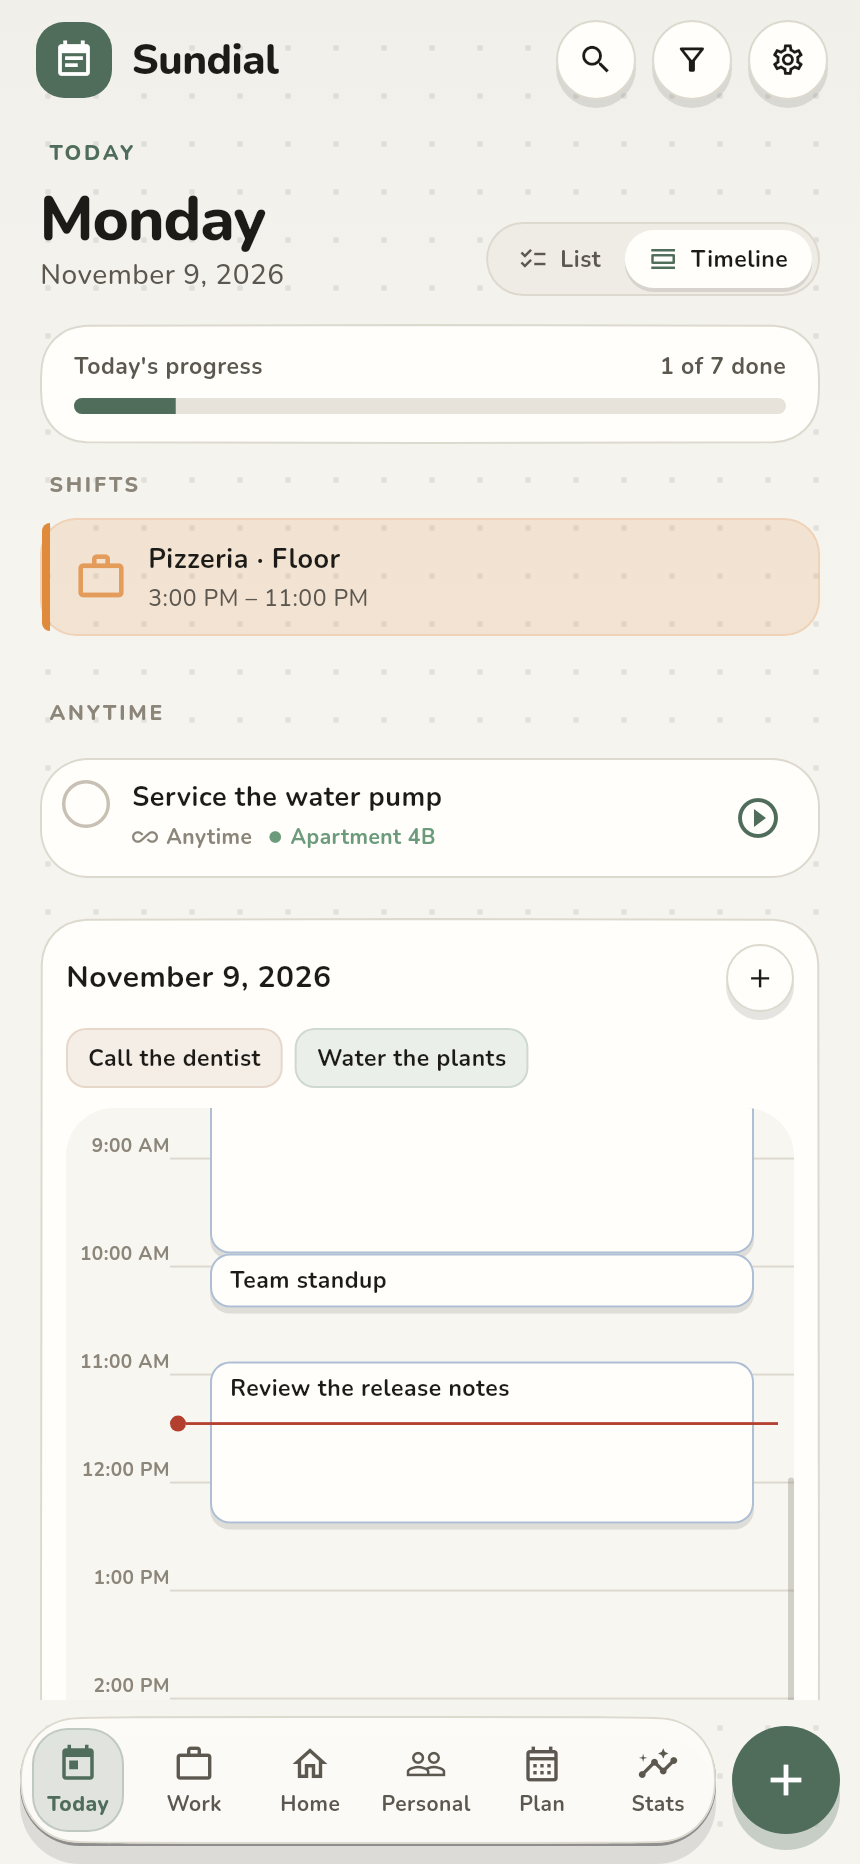 Sundial
TODAY
Monday
November 9, 2026
List
Timeline
Today's progress
1 of 7 done
SHIFTS
Pizzeria · Floor
3:00 PM – 11:00 PM
ANYTIME
Service the water pump
Anytime
Apartment 4B
November 9, 2026
Call the dentist
Water the plants
9:00 AM
10:00 AM
Team standup
11:00 AM
Review the release notes
12:00 PM
1:00 PM
2:00 PM
Today
Work
Home
Personal
Plan
Stats